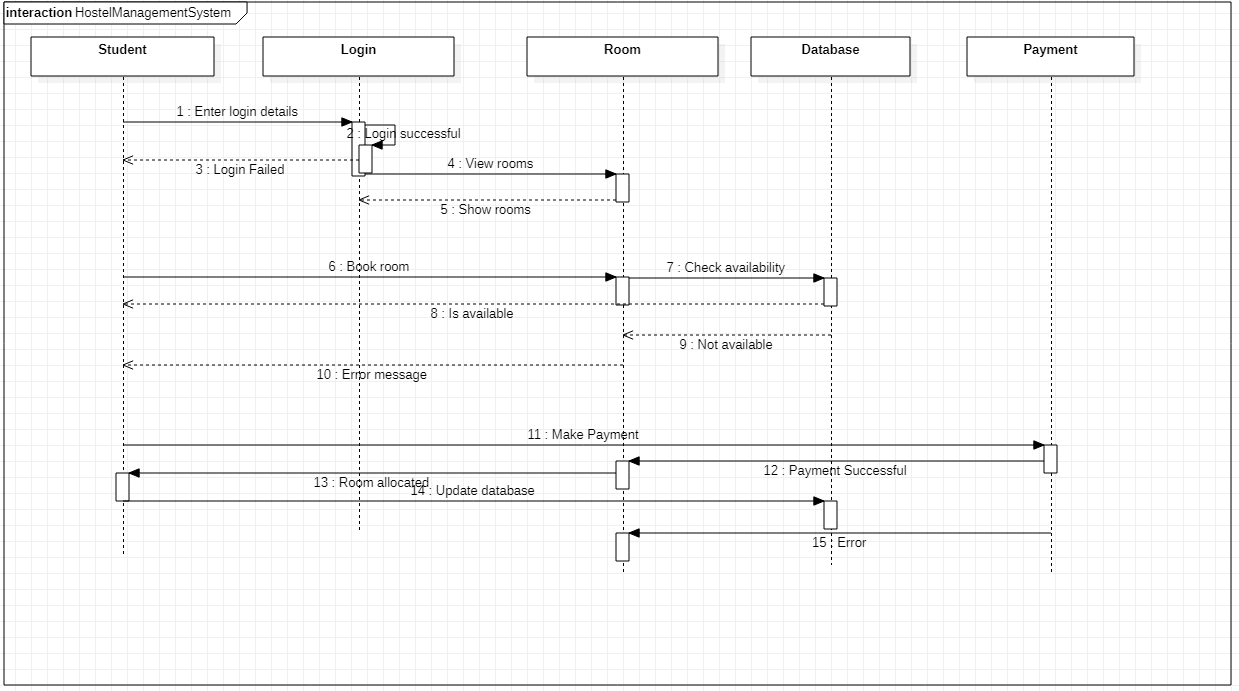 interaction HostelManagementSystem
Student
Login
Room
Database
Payment
1 : Enter login details
2 : Login successful
3 : Login Failed
4 : View rooms
5 : Show rooms
6 : Book room
7 : Check availability
8 : Is available
9 : Not available
10 : Error message
11 : Make Payment
12 : Payment Successful
13 : Room allocated
14 : Update database
15 : Error